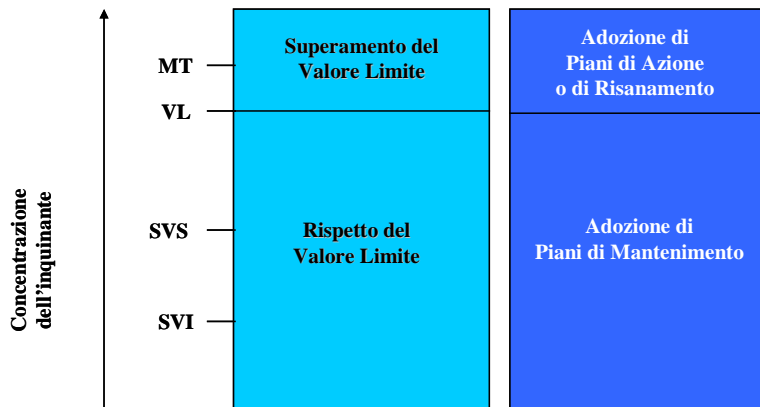 Concentrazione
dell'inquinante
MT
VL
SVS
SVI
Superamento del
Valore Limite
Rispetto del
Valore Limite
Adozione di
Piani di Azione
o di Risanamento
Adozione di
Piani di Mantenimento